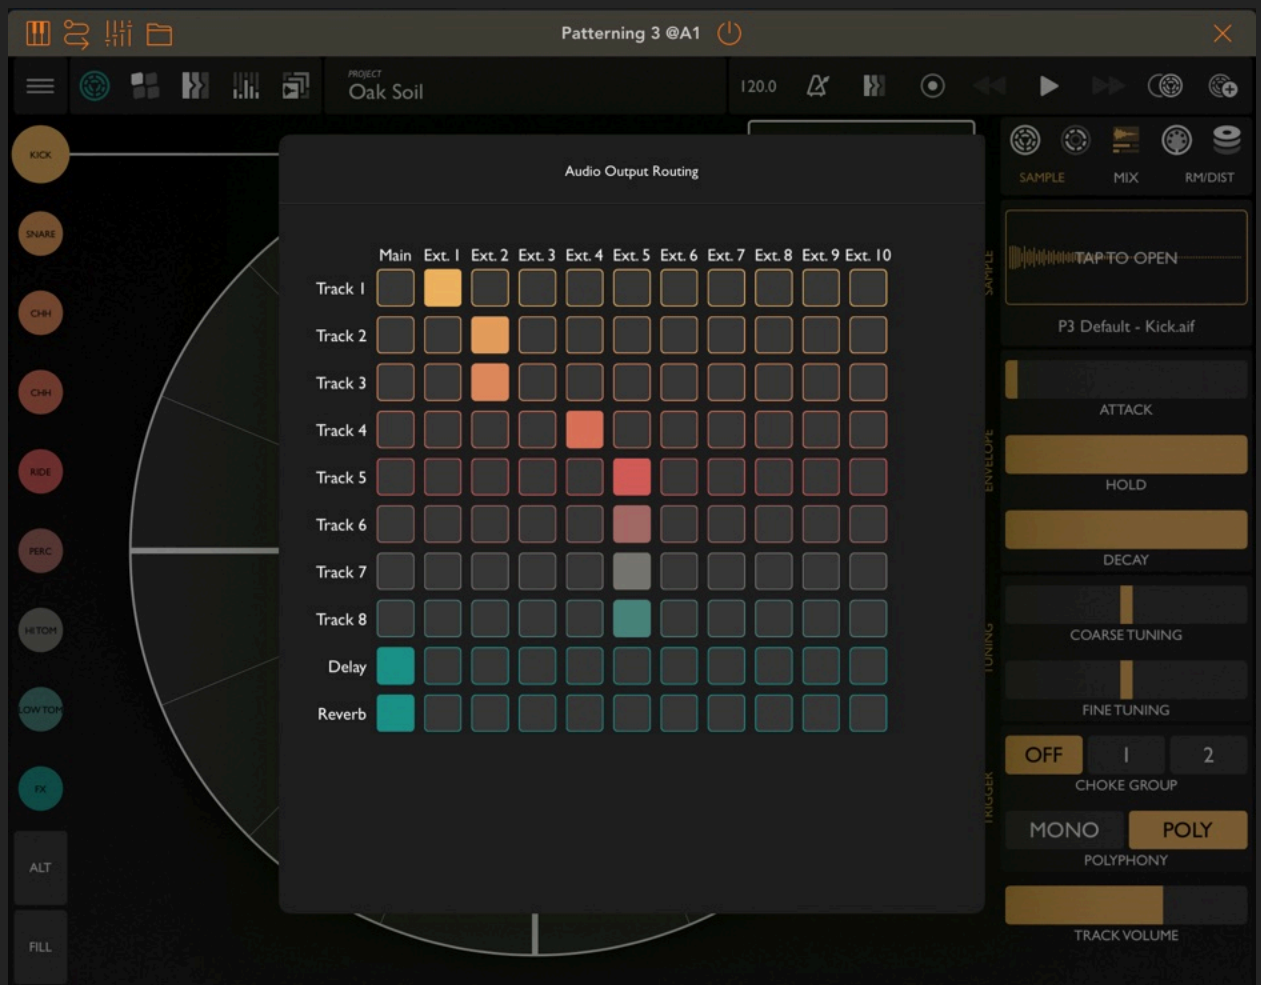 Patterning 3 @A1
PROJECT
Oak Soil
120.0
KICK
SNARE
CHH
CHH
RIDE
PERC
HI TOM
LOW TOM
FX
ALT
FILL
Audio Output Routing
Main Ext. 1 Ext. 2 Ext. 3 Ext. 4 Ext. 5 Ext. 6 Ext. 7 Ext. 8 Ext. 9 Ext. 10
Track 1
Track 2
Track 3
Track 4
Track 5
Track 6
Track 7
Track 8
Delay
Reverb
SAMPLE MIX RM/DIST
SAMPLE
TAP TO OPEN
P3 Default - Kick.aif
ENVELOPE
ATTACK
HOLD
DECAY
TUNING
COARSE TUNING
FINE TUNING
TRIGGER
OFF 1 2
CHOKE GROUP
MONO POLY
POLYPHONY
TRACK VOLUME